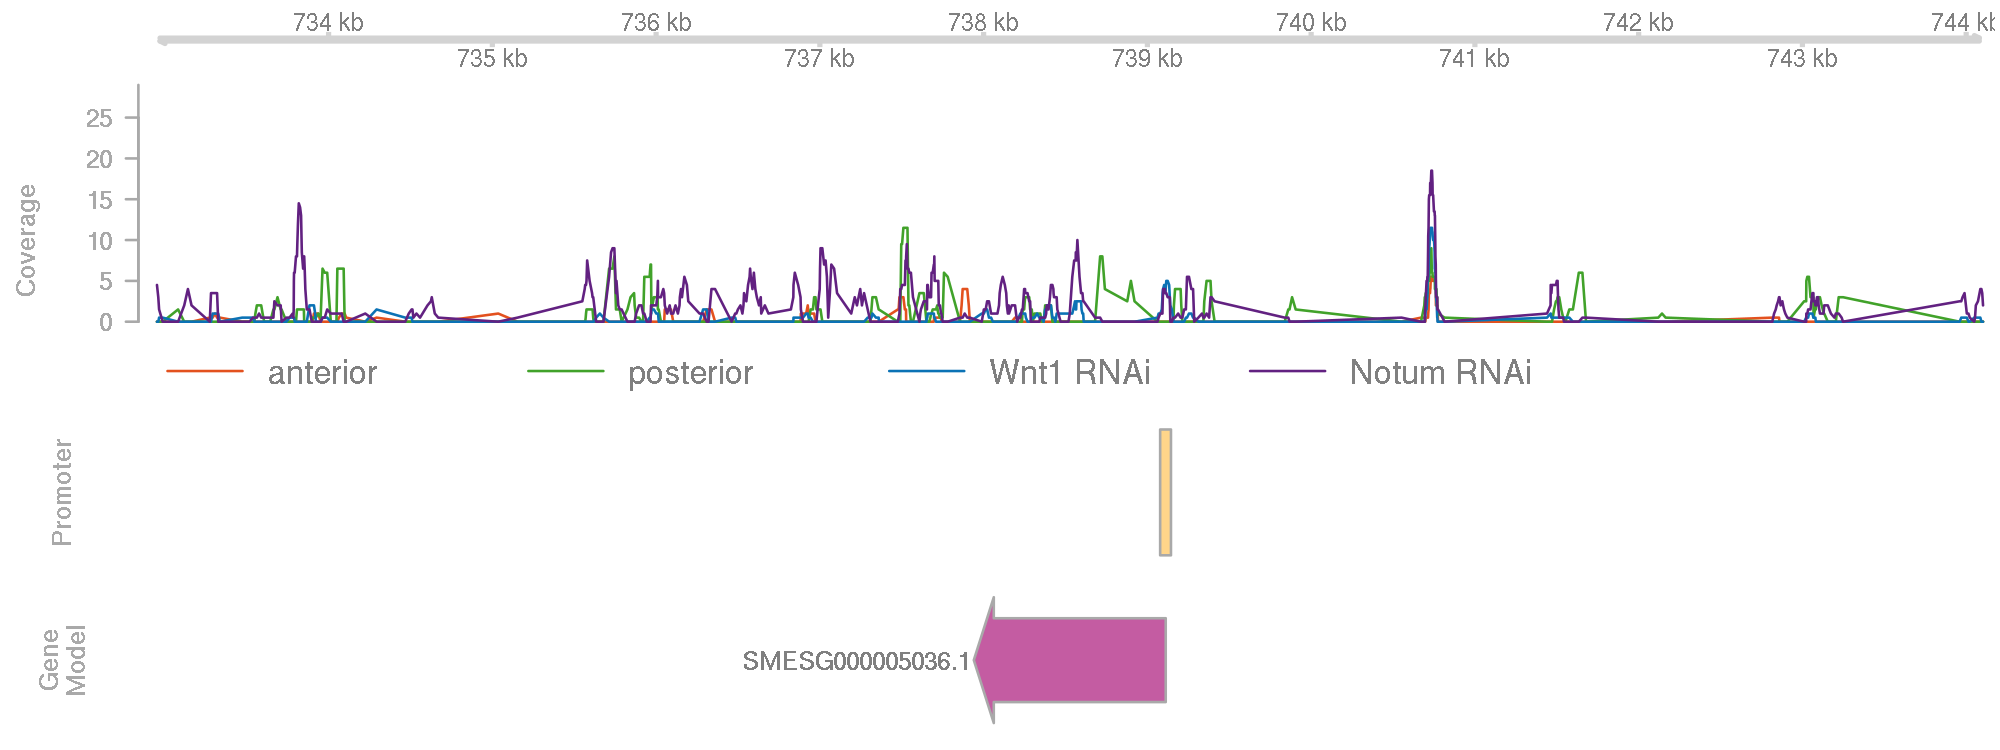 734 kb 736 kb 738 kb 740 kb 742 kb 744 kb
735 kb 737 kb 739 kb 741 kb 743 kb
Coverage
25
20
15
10
5
0
anterior posterior Wnt1 RNAi Notum RNAi
Promoter
Gene
Model
SMESG000005036.1